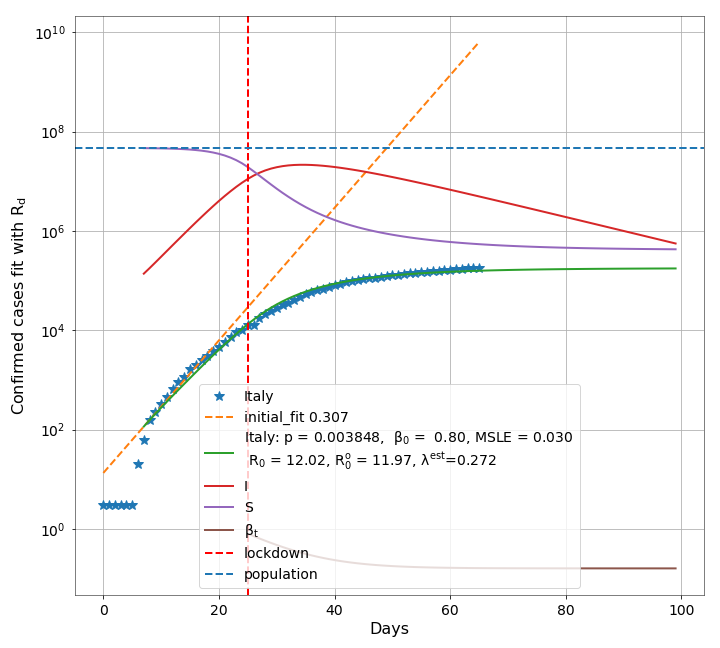 Confirmed cases fit with R_d
10^10
10^8
10^6
10^4
10^2
10^0
Italy
initial_fit 0.307
Italy: p = 0.003848, β_0 = 0.80, MSLE = 0.030
R_0 = 12.02, R_0^o = 11.97, λ^est=0.272
I
S
β_t
lockdown
population
0 20 40 60 80 100
Days